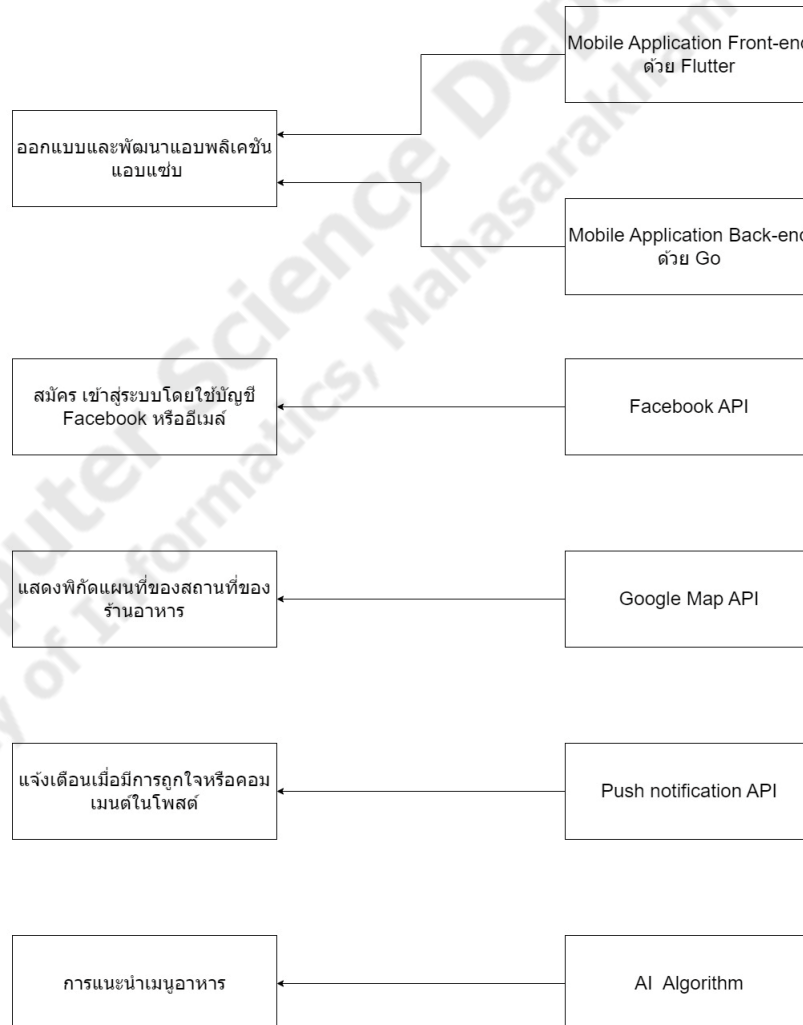 Mobile Application Front-end
ด้วย Flutter
ออกแบบและพัฒนาแอบพลิเคชัน
แอบแซ่บ
Mobile Application Back-end
ด้วย Go
สมัคร เข้าสู่ระบบโดยใช้บัญชี
Facebook หรืออีเมล์
Facebook API
แสดงพิกัดแผนที่ของสถานที่ของ
ร้านอาหาร
Google Map API
แจ้งเตือนเมื่อมีการถูกใจหรือคอม
เมนต์ในโพสต์
Push notification API
การแนะนำเมนูอาหาร
AI Algorithm
puter Science Dep
y of Informatics, Mahasarakham